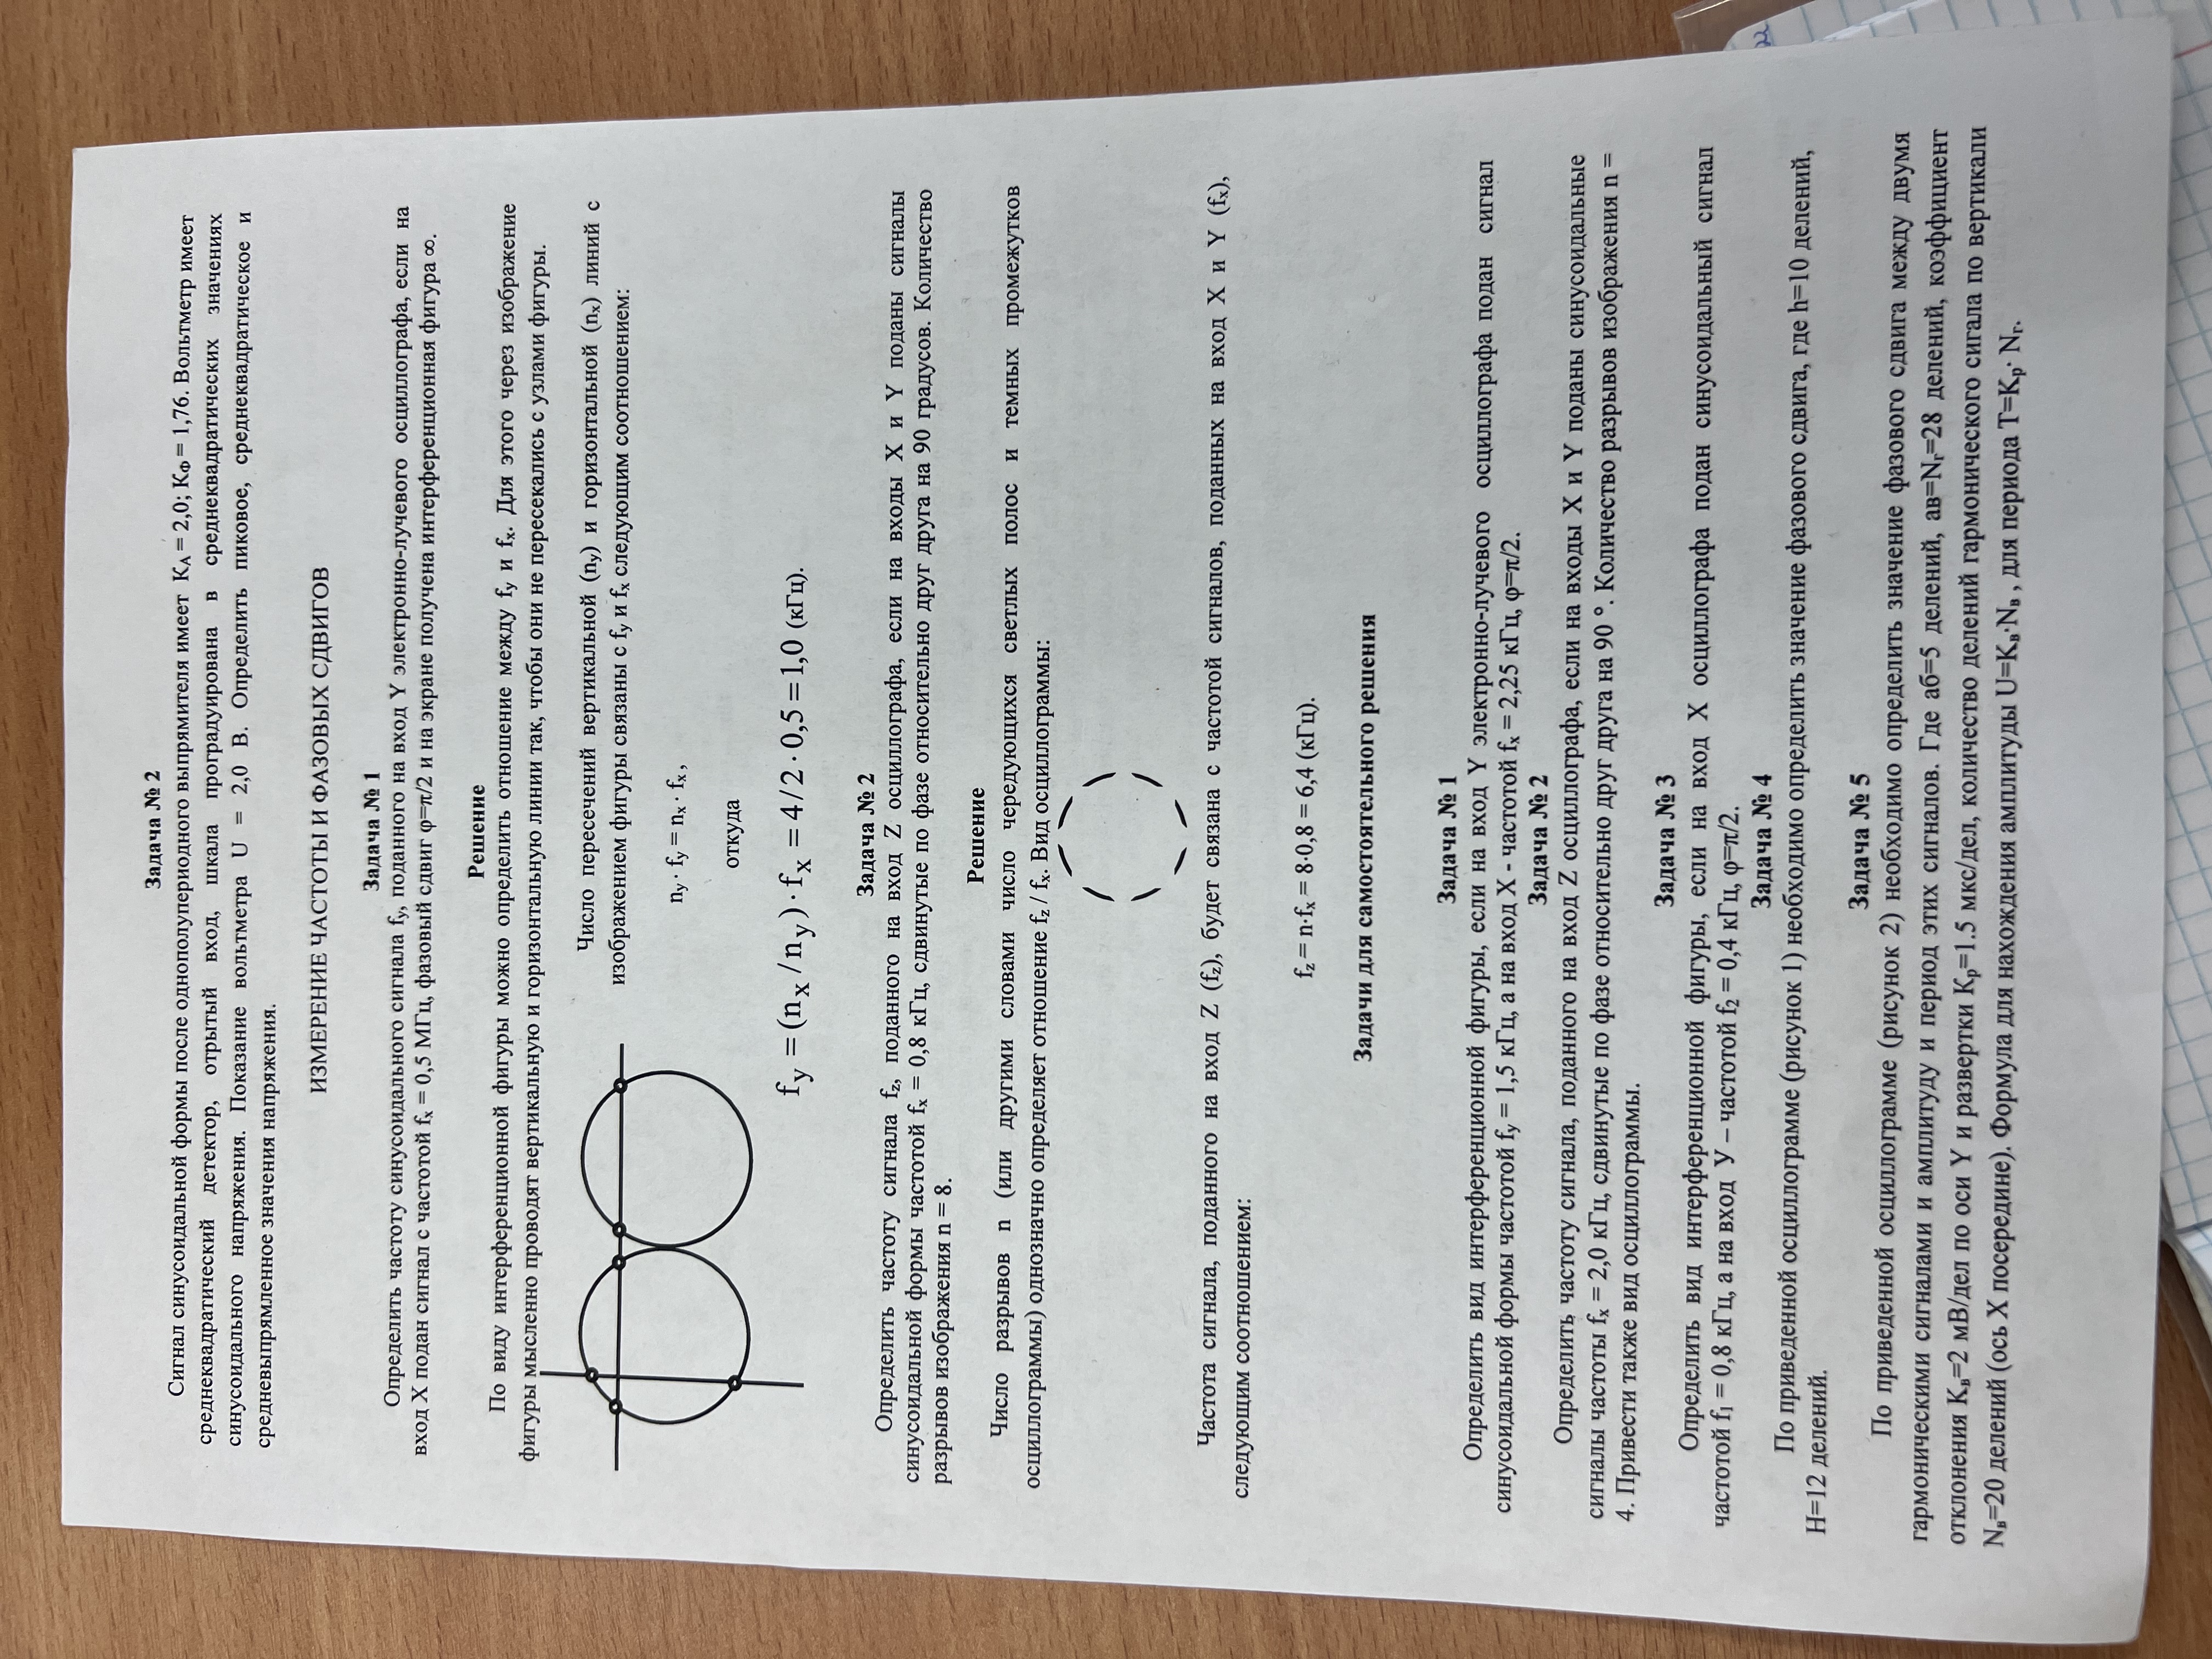 Задача № 2
Сигнал синусоидальной формы после однополупериодного выпрямителя имеет K_А = 2,0; K_Ф = 1,76. Вольтметр имеет
среднеквадратический детектор, отрытый вход, шкала проградуирована в среднеквадратических значениях
синусоидального напряжения. Показание вольтметра U = 2,0 В. Определить пиковое, среднеквадратическое и
средневыпрямленное значения напряжения.
ИЗМЕРЕНИЕ ЧАСТОТЫ И ФАЗОВЫХ СДВИГОВ
Задача № 1
Определить частоту синусоидального сигнала f_y, поданного на вход Y электронно-лучевого осциллографа, если на
вход X подан сигнал с частотой f_x = 0,5 МГц, фазовый сдвиг φ=π/2 и на экране получена интерференционная фигура ∞.
Решение
По виду интерференционной фигуры можно определить отношение между f_y и f_x. Для этого через изображение
фигуры мысленно проводят вертикальную и горизонтальную линии так, чтобы они не пересекались с узлами фигуры.
Число пересечений вертикальной (n_y) и горизонтальной (n_x) линий с
изображением фигуры связаны с f_y и f_x следующим соотношением:
n_y · f_y = n_x · f_x ,
откуда
f_y = (n_x / n_y) · f_x = 4/2 · 0,5 = 1,0 (кГц).
Задача № 2
Определить частоту сигнала f_z, поданного на вход Z осциллографа, если на входы X и Y поданы сигналы
синусоидальной формы частотой f_x = 0,8 кГц, сдвинутые по фазе относительно друг друга на 90 градусов. Количество
разрывов изображения n = 8.
Решение
Число разрывов n (или другими словами число чередующихся светлых полос и темных промежутков
осциллограммы) однозначно определяет отношение f_z / f_x. Вид осциллограммы:
Частота сигнала, поданного на вход Z (f_z), будет связана с частотой сигналов, поданных на вход X и Y (f_x),
следующим соотношением:
f_z = n·f_x = 8·0,8 = 6,4 (кГц).
Задачи для самостоятельного решения
Задача № 1
Определить вид интерференционной фигуры, если на вход Y электронно-лучевого осциллографа подан сигнал
синусоидальной формы частотой f_y = 1,5 кГц, а на вход X - частотой f_x = 2,25 кГц, φ=π/2.
Задача № 2
Определить частоту сигнала, поданного на вход Z осциллографа, если на входы X и Y поданы синусоидальные
сигналы частоты f_x = 2,0 кГц, сдвинутые по фазе относительно друг друга на 90 °. Количество разрывов изображения n =
4. Привести также вид осциллограммы.
Задача № 3
Определить вид интерференционной фигуры, если на вход X осциллографа подан синусоидальный сигнал
частотой f_1 = 0,8 кГц, а на вход У – частотой f_2 = 0,4 кГц, φ=π/2.
Задача № 4
По приведенной осциллограмме (рисунок 1) необходимо определить значение фазового сдвига, где h=10 делений,
H=12 делений.
Задача № 5
По приведенной осциллограмме (рисунок 2) необходимо определить значение фазового сдвига между двумя
гармоническими сигналами и амплитуду и период этих сигналов. Где аб=5 делений, ав=N_г=28 делений, коэффициент
отклонения K_в=2 мВ/дел по оси Y и развертки K_р=1.5 мкс/дел, количество делений гармонического сигала по вертикали
N_в=20 делений (ось X посередине). Формула для нахождения амплитуды U=K_в·N_в , для периода T=K_р· N_г.